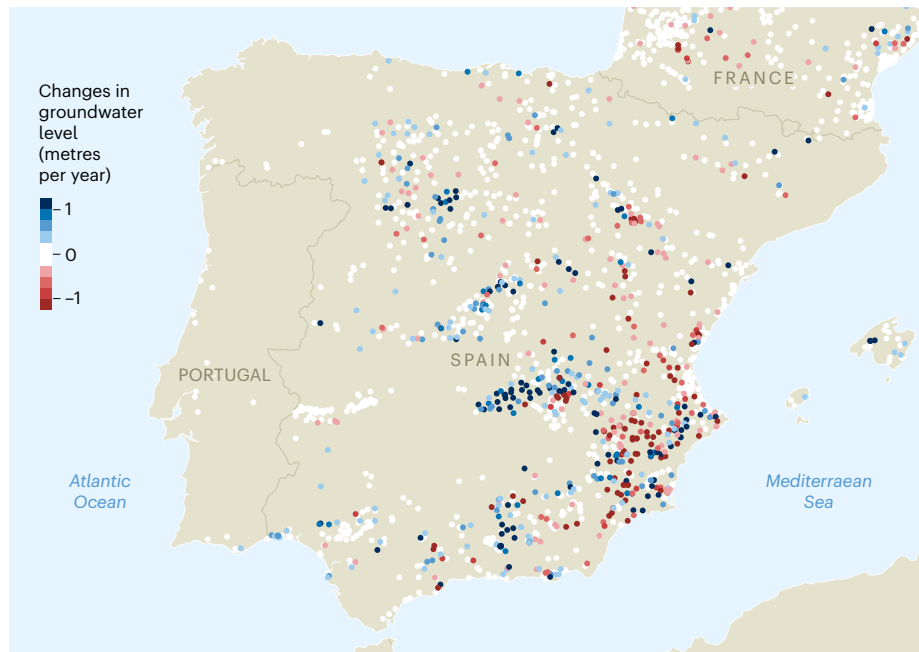 Changes in
groundwater
level
(metres
per year)
1
0
−1
FRANCE
SPAIN
PORTUGAL
Atlantic
Ocean
Mediterraean
Sea